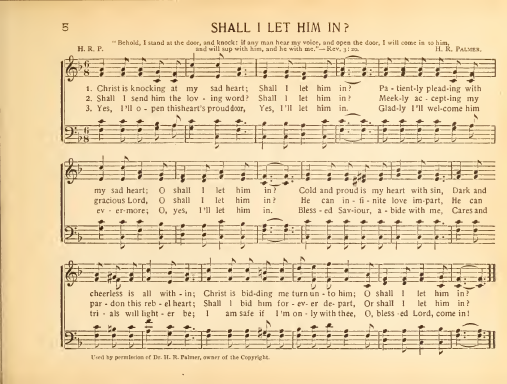 5 SHALL I LET HIM IN?
"Behold, I stand at the door, and knock: if any man hear my voice, and open the door, I will come in to him,
H. R. P. and will sup with him, and he with me."—Rev. 3: 20. H. R. PALMER.
1. Christ is knocking at my sad heart; Shall I let him in? Pa - tient-ly pleading with
2. Shall I send him the lov - ing word? Shall I let him in? Meek-ly ac - cept-ing my
3. Yes, I'll o - pen thisheart's prouddoor, Yes, I'll let him in. Glad-ly I'll wel-come him
my sad heart; O shall I let him in? Cold and proud is my heart with sin, Dark and
gracious Lord, O shall I let him in? He can in - fi - nite love im-part, He can
ev - er-more; O, yes, I'll let him in. Bless - ed Saviour, a - bide with me, Cares and
cheerless is all with - in; Christ is bid-ding me turn un - to him; O shall I let him in?
par - don this reb - el heart; Shall I bid him for - ev - er de - part, Or shall I let him in?
tri - als will light - er be; I am safe if I'm on - ly with thee, O, bless - ed Lord, come in!
Used by permission of Dr. H. R. Palmer, owner of the Copyright.